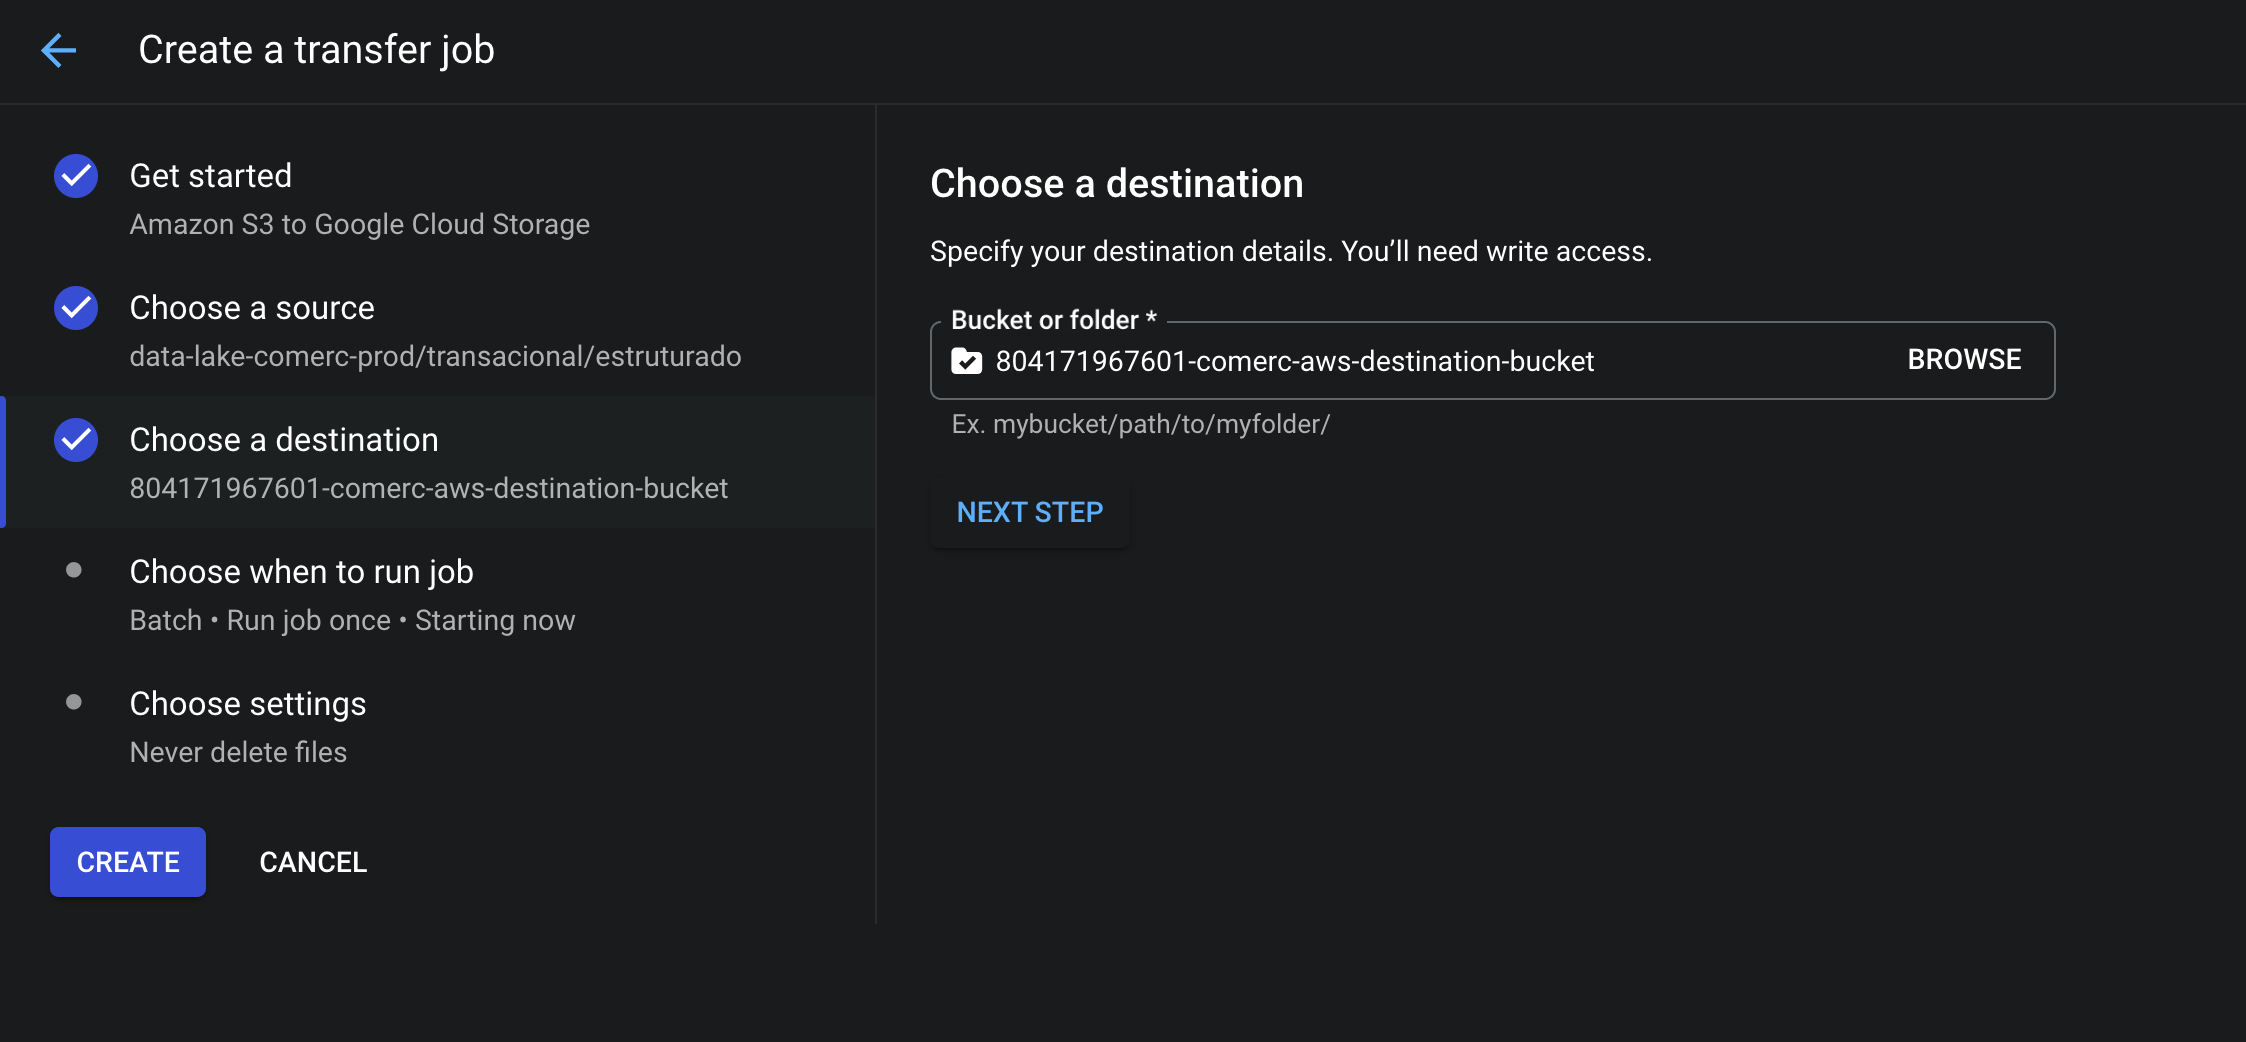 Create a transfer job
Get started
Amazon S3 to Google Cloud Storage
Choose a source
data-lake-comerc-prod/transacional/estruturado
Choose a destination
804171967601-comerc-aws-destination-bucket
Choose when to run job
Batch • Run job once • Starting now
Choose settings
Never delete files
CREATE
CANCEL
Choose a destination
Specify your destination details. You’ll need write access.
Bucket or folder *
804171967601-comerc-aws-destination-bucket
BROWSE
Ex. mybucket/path/to/myfolder/
NEXT STEP